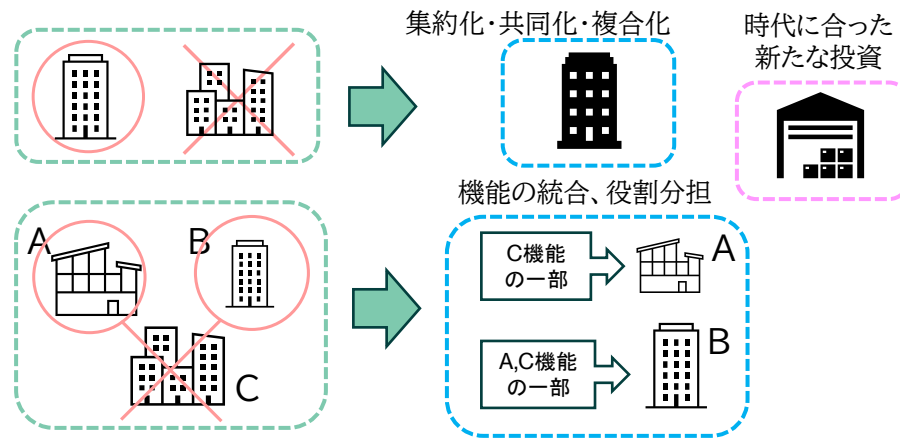 集約化・共同化・複合化
時代に合った
新たな投資
機能の統合、役割分担
A
B
C
C機能
の一部
A
A,C機能
の一部
B